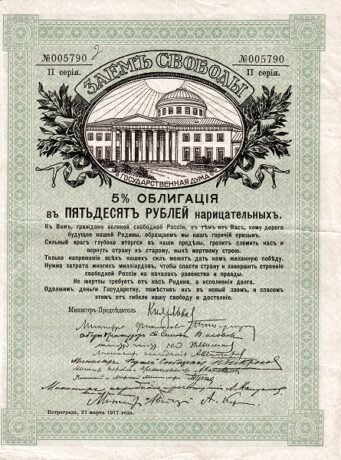 №005790
№005790
II серія.
II серія.
ЗАЕМЪ СВОБОДЫ
ГОСУДАРСТВЕННАЯ ДУМА
5% ОБЛИГАЦІЯ
въ ПЯТЬДЕСЯТЪ РУБЛЕЙ нарицательныхъ.
Къ Вамъ, граждане великой свободной Россіи, къ тѣмъ изъ Васъ, кому дорого
будущее нашей Родины, обращаемъ мы нашъ горячій призывъ.
Сильный врагъ глубоко вторгся въ наши предѣлы, грозитъ сломить насъ и
вернуть страну къ старому, нынѣ мертвому строю.
Только напряженіе всѣхъ нашихъ силъ можетъ дать намъ желанную побѣду.
Нужна затрата многихъ милліардовъ, чтобы спасти страну и завершить строеніе
свободной Россіи на началахъ равенства и правды.
Не жертвы требуетъ отъ насъ Родина, а исполненія долга.
Одолжимъ деньги Государству, помѣстивъ ихъ въ новый заемъ, и спасемъ
этимъ отъ гибели нашу свободу и достояніе.
Министръ-Предсѣдатель
Петроградъ, 27 марта 1917 года.